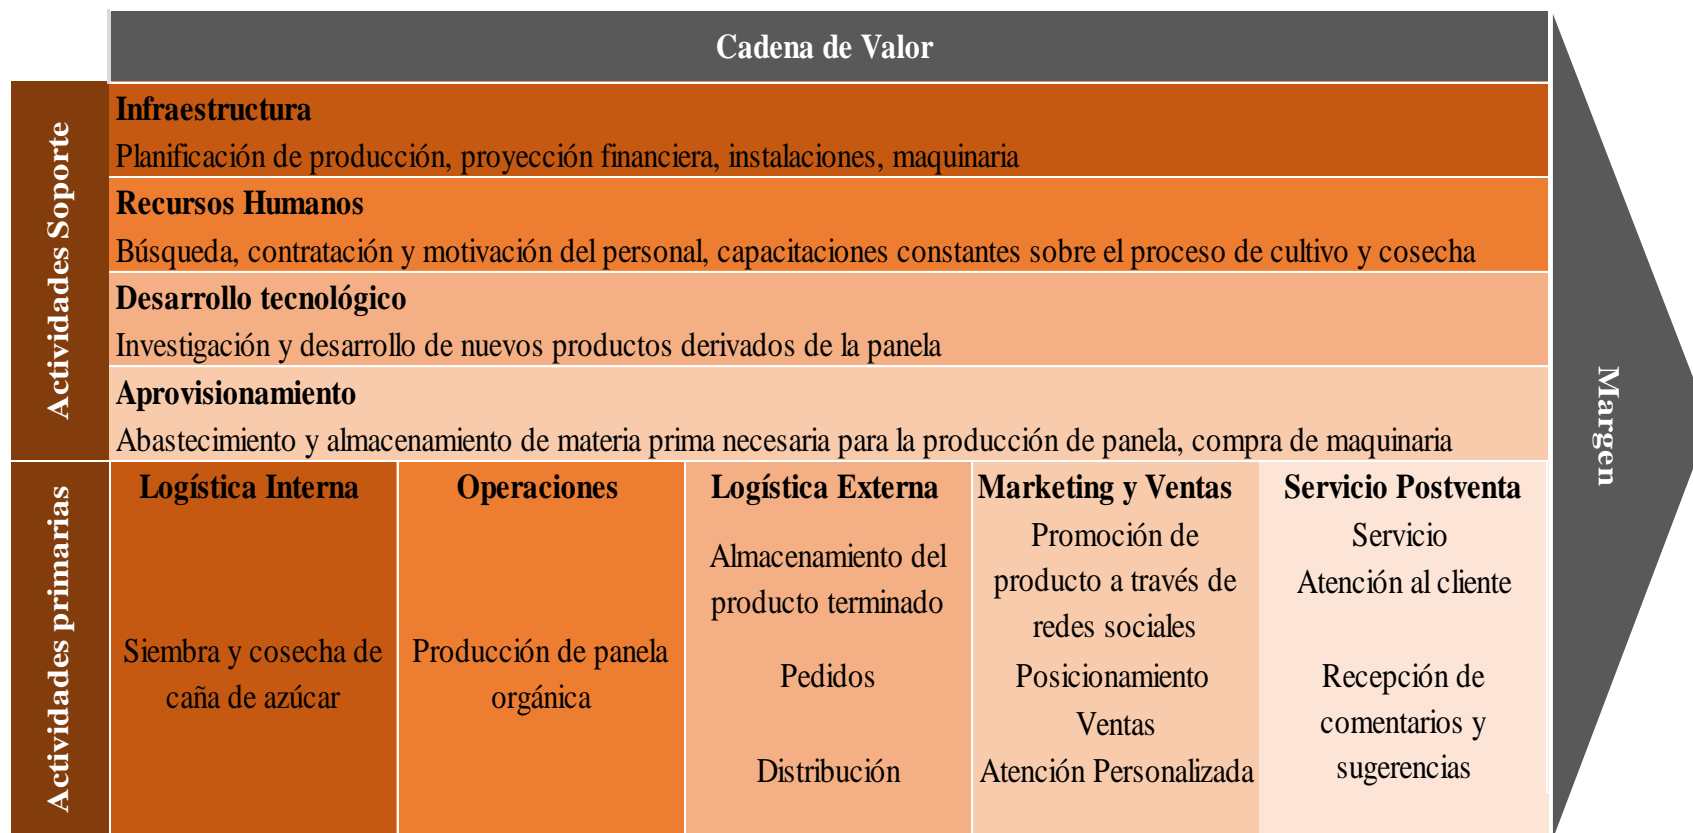 Cadena de Valor
Actividades Soporte
Infraestructura
Planificación de producción, proyección financiera, instalaciones, maquinaria
Recursos Humanos
Búsqueda, contratación y motivación del personal, capacitaciones constantes sobre el proceso de cultivo y cosecha
Desarrollo tecnológico
Investigación y desarrollo de nuevos productos derivados de la panela
Aprovisionamiento
Abastecimiento y almacenamiento de materia prima necesaria para la producción de panela, compra de maquinaria
Actividades primarias
Logística Interna
Siembra y cosecha de
caña de azúcar
Operaciones
Producción de panela
orgánica
Logística Externa
Almacenamiento del
producto terminado
Pedidos
Distribución
Marketing y Ventas
Promoción de
producto a través de
redes sociales
Posicionamiento
Ventas
Atención Personalizada
Servicio Postventa
Servicio
Atención al cliente
Recepción de
comentarios y
sugerencias
Margen